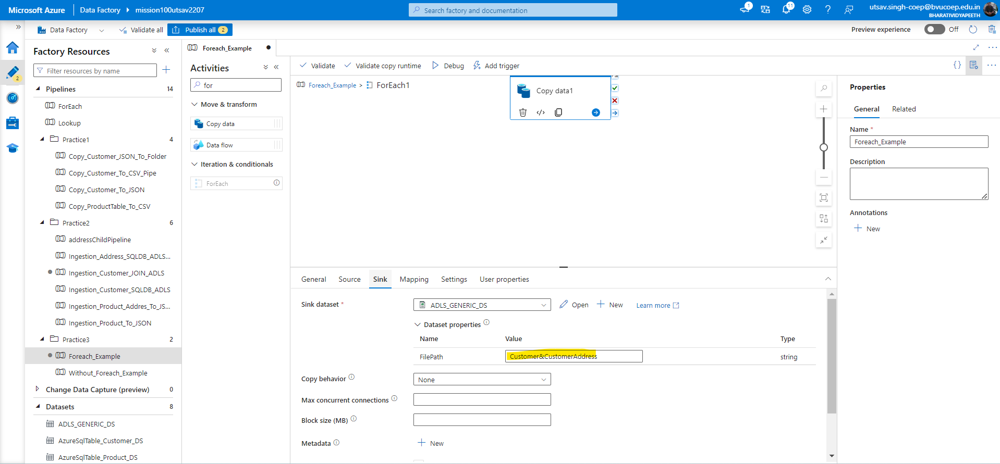 Microsoft Azure
Data Factory
mission100utsav2207
Search factory and documentation
1
11
utsav.singh-coep@bvucoep.edu.in
BHARATIVIDYAPEETH
Data Factory
Validate all
Publish all 2
Preview experience
Off
2
Factory Resources
Filter resources by name
Pipelines 14
ForEach
Lookup
Practice1 4
Copy_Customer_JSON_To_Folder
Copy_Customer_To_CSV_Pipe
Copy_Customer_To_JSON
Copy_ProductTable_To_CSV
Practice2 6
addressChildPipeline
Ingestion_Address_SQLDB_ADLS...
Ingestion_Customer_JOIN_ADLS
Ingestion_Customer_SQLDB_ADLS
Ingestion_Product_Addres_To_JS...
Ingestion_Product_To_JSON
Practice3 2
Foreach_Example
Without_Foreach_Example
Change Data Capture (preview) 0
Datasets 8
ADLS_GENERIC_DS
AzureSqlTable_Customer_DS
AzureSqlTable_Product_DS
Foreach_Example
Activities
for
Move & transform
Copy data
Data flow
Iteration & conditionals
ForEach
Validate
Validate copy runtime
Debug
Add trigger
Foreach_Example > ForEach1
Copy data1
General
Source
Sink
Mapping
Settings
User properties
Sink dataset *
ADLS_GENERIC_DS
Open
New
Learn more
Dataset properties
Name Value Type
FilePath Customer&CustomerAddress string
Copy behavior
None
Max concurrent connections
Block size (MB)
Metadata
New
Properties
General
Related
Name *
Foreach_Example
Description
Annotations
New